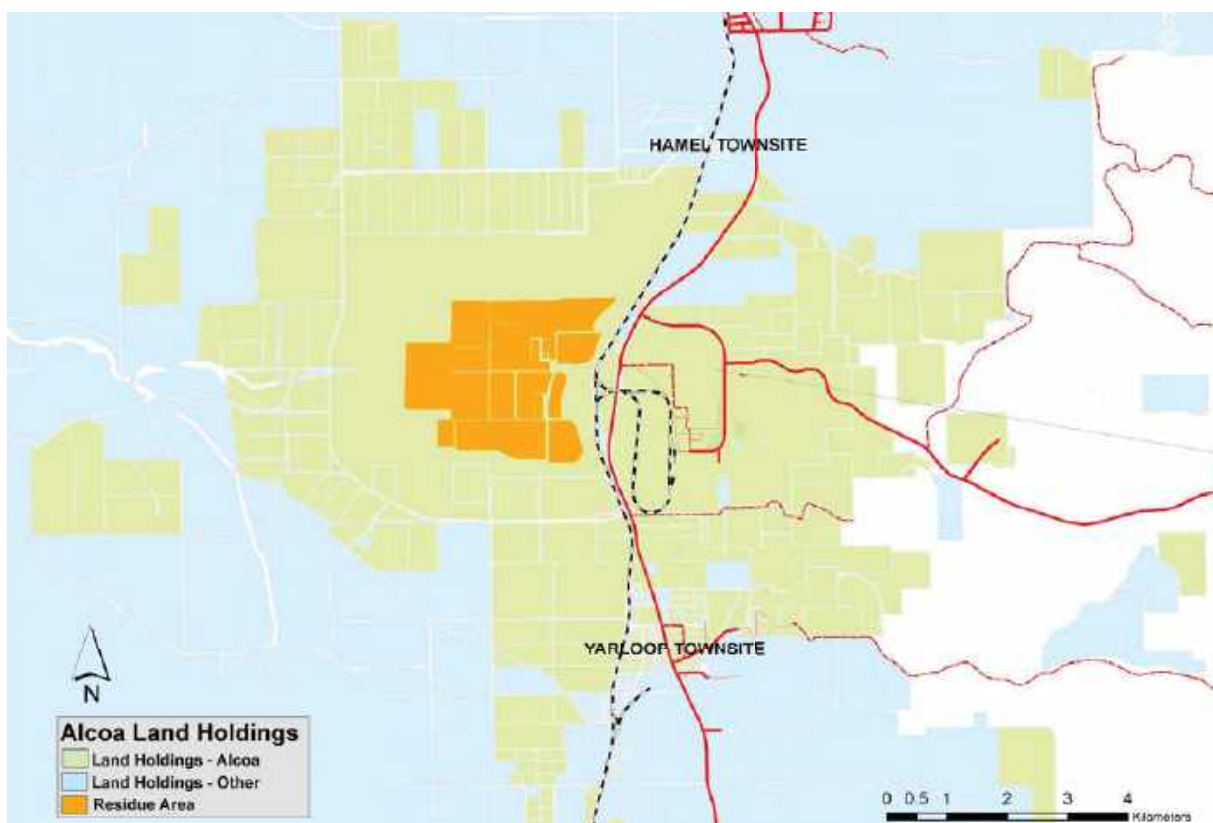 HAMEL TOWNSITE
YARLOOP TOWNSITE
N
Alcoa Land Holdings
Land Holdings - Alcoa
Land Holdings - Other
Residue Area
0 0.5 1 2 3 4
Kilometers